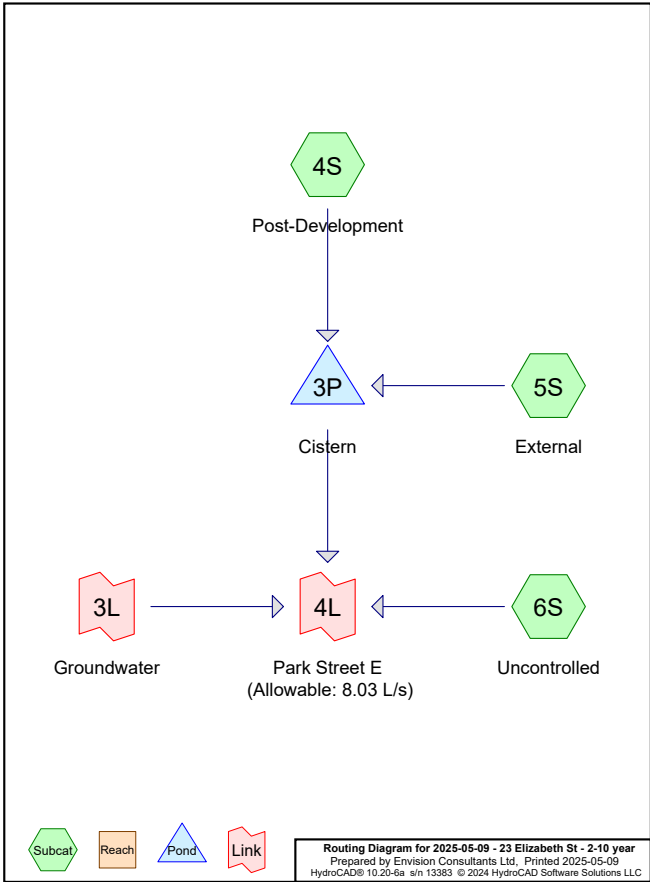 4S
Post-Development
3P
Cistern
5S
External
3L
Groundwater
4L
Park Street E
(Allowable: 8.03 L/s)
6S
Uncontrolled
Subcat
Reach
Pond
Link
Routing Diagram for 2025-05-09 - 23 Elizabeth St - 2-10 year
Prepared by Envision Consultants Ltd, Printed 2025-05-09
HydroCAD® 10.20-6a s/n 13383 © 2024 HydroCAD Software Solutions LLC